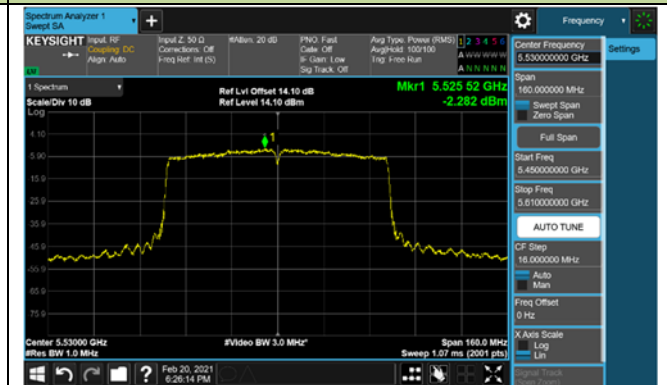 Spectrum Analyzer 1
Swept SA
+
Frequency
KEYSIGHT
Input: RF
Coupling: DC
Align: Auto
Input Z: 50 Ω
Corrections: Off
Freq Ref: Int (S)
#Atten: 20 dB
PNO: Fast
Gate: Off
IF Gain: Low
Sig Track: Off
Avg Type: Power (RMS)
Avg|Hold: 100/100
Trig: Free Run
1 2 3 4 5 6
A W W W W W
A N N N N N
1 Spectrum
Scale/Div 10 dB
Log
Ref Lvl Offset 14.10 dB
Ref Level 14.10 dBm
Mkr1 5.525 52 GHz
-2.282 dBm
1
4.10
-5.90
-15.9
-25.9
-35.9
-45.9
-55.9
-65.9
-75.9
Center 5.53000 GHz
#Res BW 1.0 MHz
#Video BW 3.0 MHz*
Span 160.0 MHz
Sweep 1.07 ms (2001 pts)
Center Frequency
5.530000000 GHz
Settings
Span
160.000000 MHz
Swept Span
Zero Span
Full Span
Start Freq
5.450000000 GHz
Stop Freq
5.610000000 GHz
AUTO TUNE
CF Step
16.000000 MHz
Auto
Man
Freq Offset
0 Hz
X Axis Scale
Log
Lin
Signal Track
(Span Zoom)
?
Feb 20, 2021
6:26:14 PM